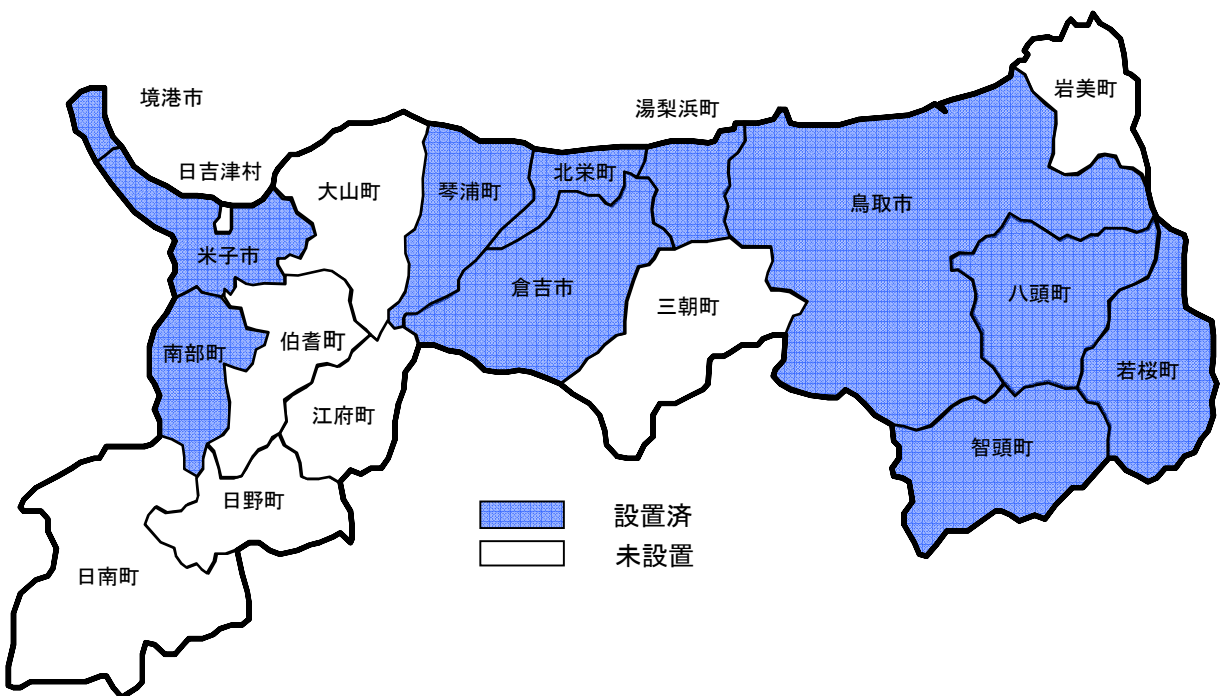 岩美町
境港市
湯梨浜町
日吉津村
北栄町
大山町
琴浦町
鳥取市
米子市
倉吉市
八頭町
三朝町
伯耆町
南部町
若桜町
江府町
智頭町
日野町
設置済
未設置
日南町